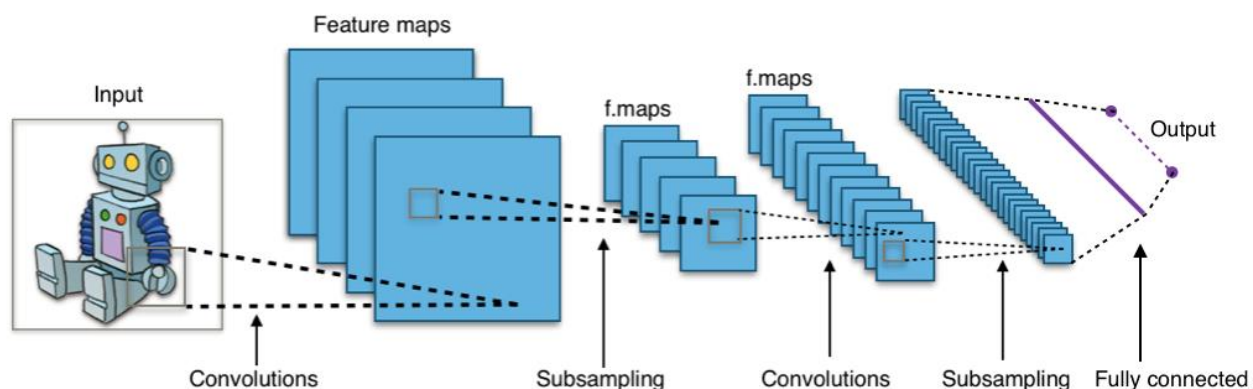 Feature maps
Input
f.maps
f.maps
Output
Convolutions
Subsampling
Convolutions
Subsampling
Fully connected